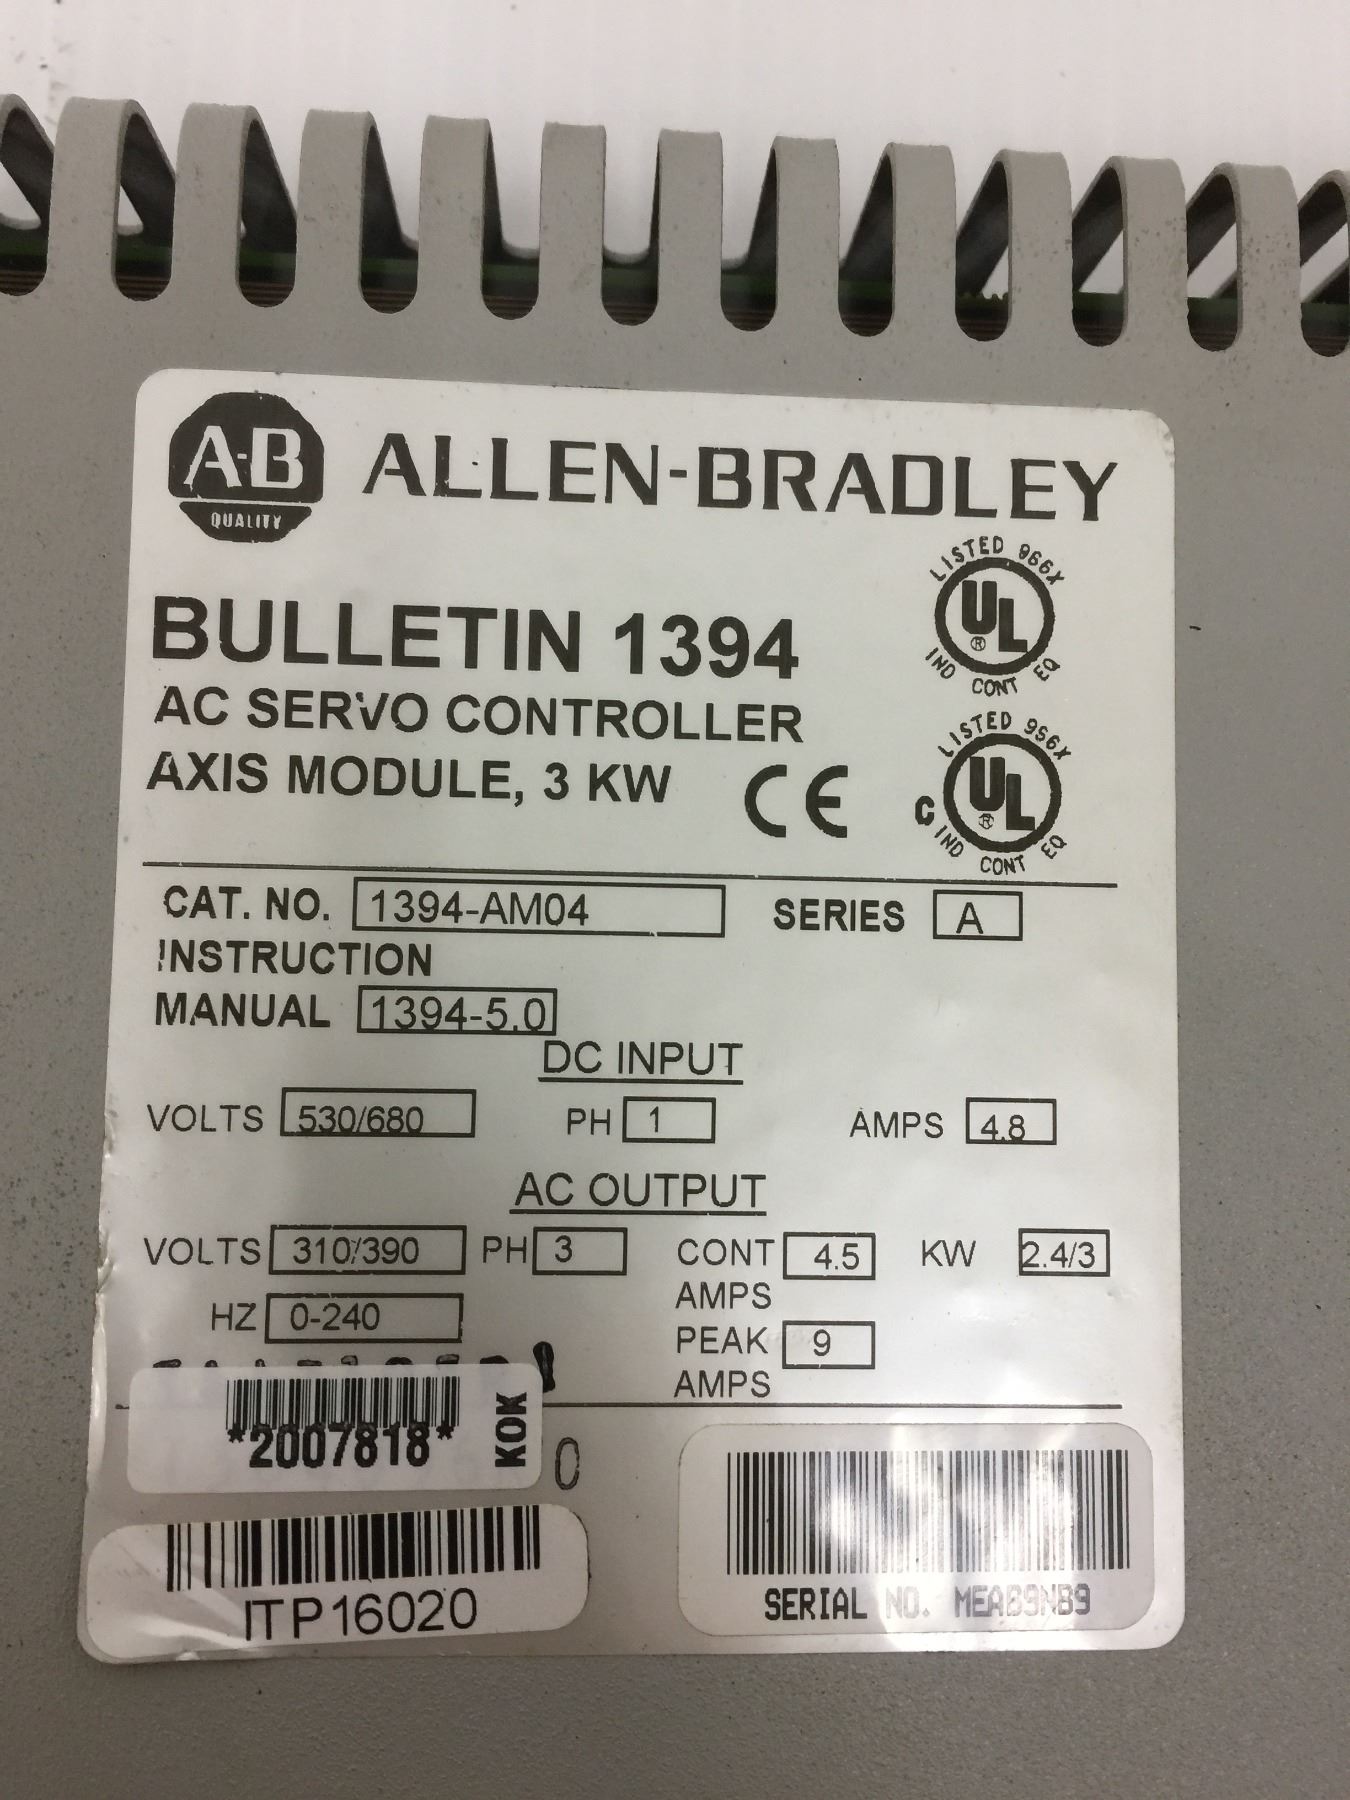 A-B
QUALITY
ALLEN-BRADLEY
LISTED 966X
UL
®
IND CONT EQ
BULLETIN 1394
AC SERVO CONTROLLER
AXIS MODULE, 3 KW
CE
LISTED 966X
C UL
®
IND CONT EQ
CAT. NO. 1394-AM04 SERIES A
INSTRUCTION
MANUAL 1394-5.0
DC INPUT
VOLTS 530/680 PH 1 AMPS 4.8
AC OUTPUT
VOLTS 310/390 PH 3 CONT 4.5 KW 2.4/3
AMPS
HZ 0-240
PEAK 9
AMPS
*2007818*
KOK
0
ITP16020
SERIAL NO.